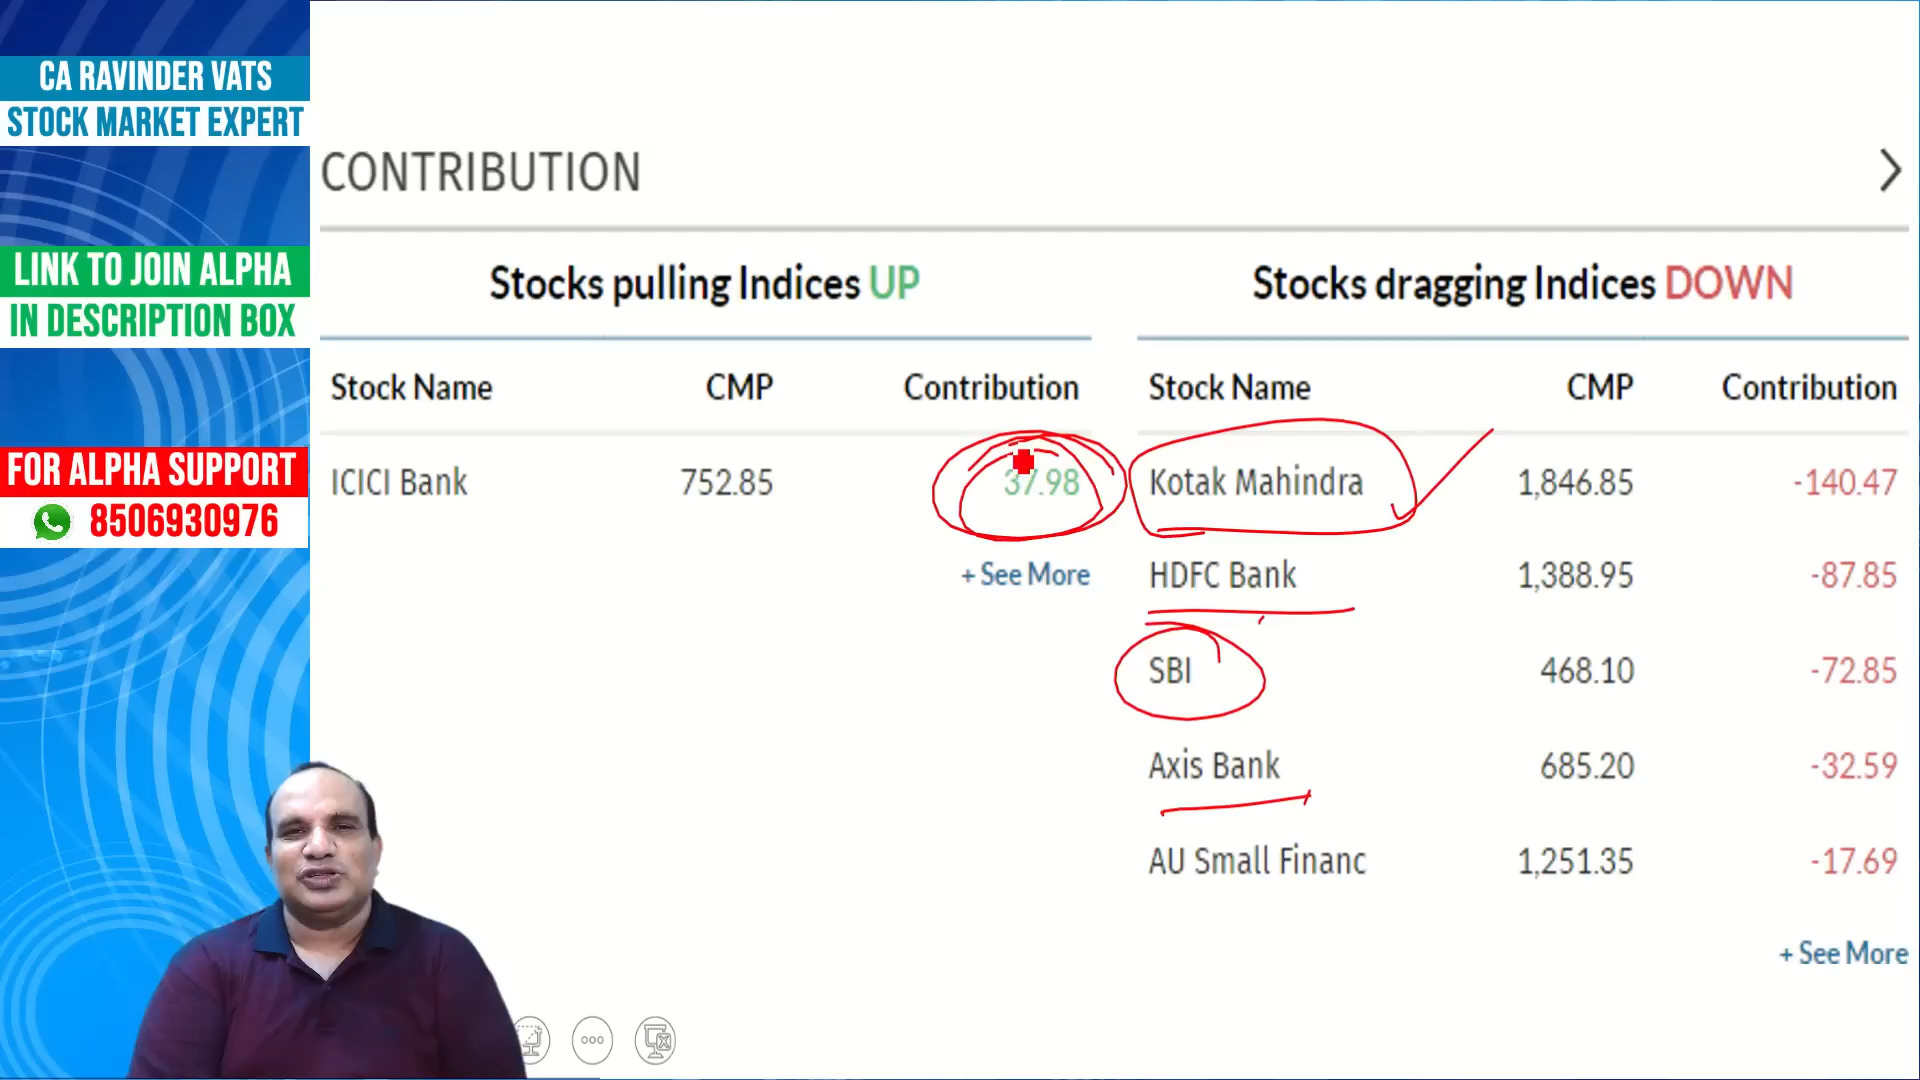 CA RAVINDER VATS
STOCK MARKET EXPERT
LINK TO JOIN ALPHA
IN DESCRIPTION BOX
FOR ALPHA SUPPORT
8506930976
CONTRIBUTION
Stocks pulling Indices UP
Stock Name CMP Contribution
ICICI Bank 752.85 37.98
+ See More
Stocks dragging Indices DOWN
Stock Name CMP Contribution
Kotak Mahindra 1,846.85 -140.47
HDFC Bank 1,388.95 -87.85
SBI 468.10 -72.85
Axis Bank 685.20 -32.59
AU Small Financ 1,251.35 -17.69
+ See More